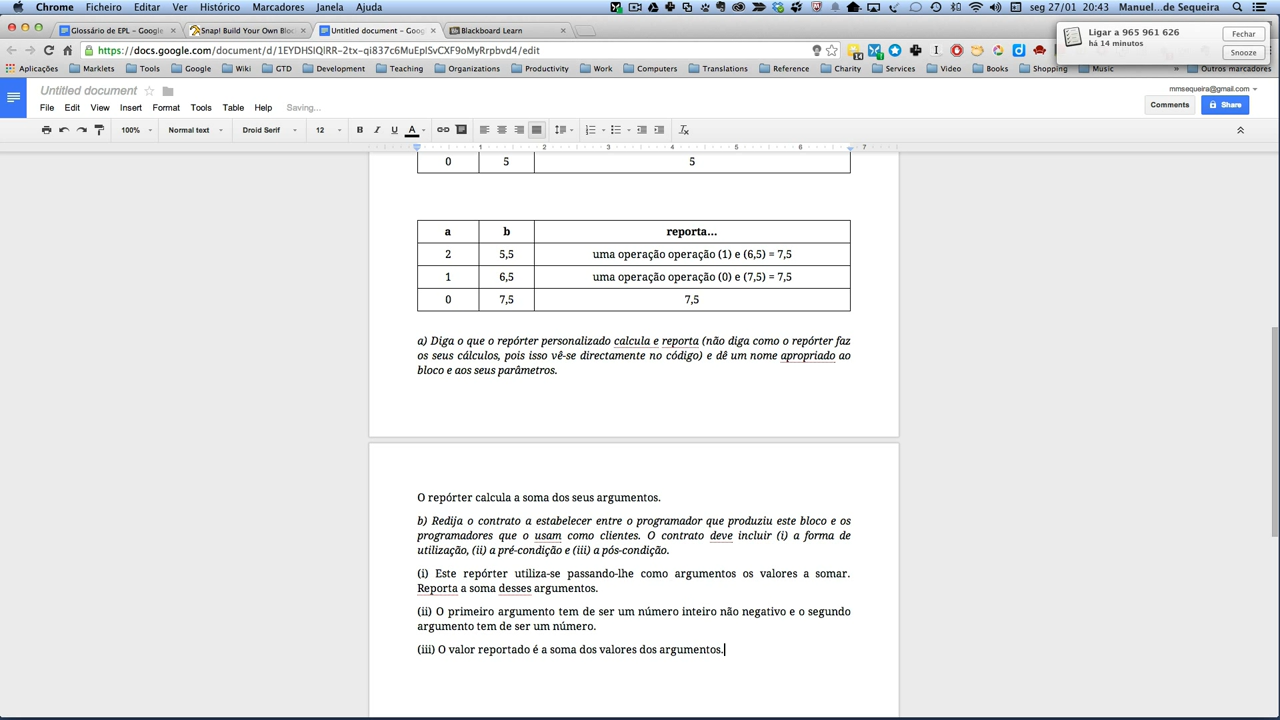 Chrome Ficheiro Editar Ver Histórico Marcadores Janela Ajuda seg 27/01 20:43 Manuel...de Sequeira
Glossário de EPL – Google Snap! Build Your Own Bloc Untitled document – Goog Blackboard Learn
Ligar a 965 961 626
há 14 minutos
Fechar
Snooze
https://docs.google.com/document/d/1EYDHSlQlRR-2tx-qi837c6MuEplSvCXF9oMyRrpbvd4/edit
Aplicações Marklets Tools Google Wiki GTD Development Teaching Organizations Productivity Work Computers Translations Reference Charity Services Video Books Shopping Music » Outros marcadores
Untitled document
mmsequeira@gmail.com
File Edit View Insert Format Tools Table Help Saving...
Comments Share
100% Normal text Droid Serif 12 B I U A
1 2 3 4 5 6 7
0 5 5
a b reporta...
2 5,5 uma operação operação (1) e (6,5) = 7,5
1 6,5 uma operação operação (0) e (7,5) = 7,5
0 7,5 7,5
a) Diga o que o repórter personalizado calcula e reporta (não diga como o repórter faz
os seus cálculos, pois isso vê-se directamente no código) e dê um nome apropriado ao
bloco e aos seus parâmetros.
O repórter calcula a soma dos seus argumentos.
b) Redija o contrato a estabelecer entre o programador que produziu este bloco e os
programadores que o usam como clientes. O contrato deve incluir (i) a forma de
utilização, (ii) a pré-condição e (iii) a pós-condição.
(i) Este repórter utiliza-se passando-lhe como argumentos os valores a somar.
Reporta a soma desses argumentos.
(ii) O primeiro argumento tem de ser um número inteiro não negativo e o segundo
argumento tem de ser um número.
(iii) O valor reportado é a soma dos valores dos argumentos.